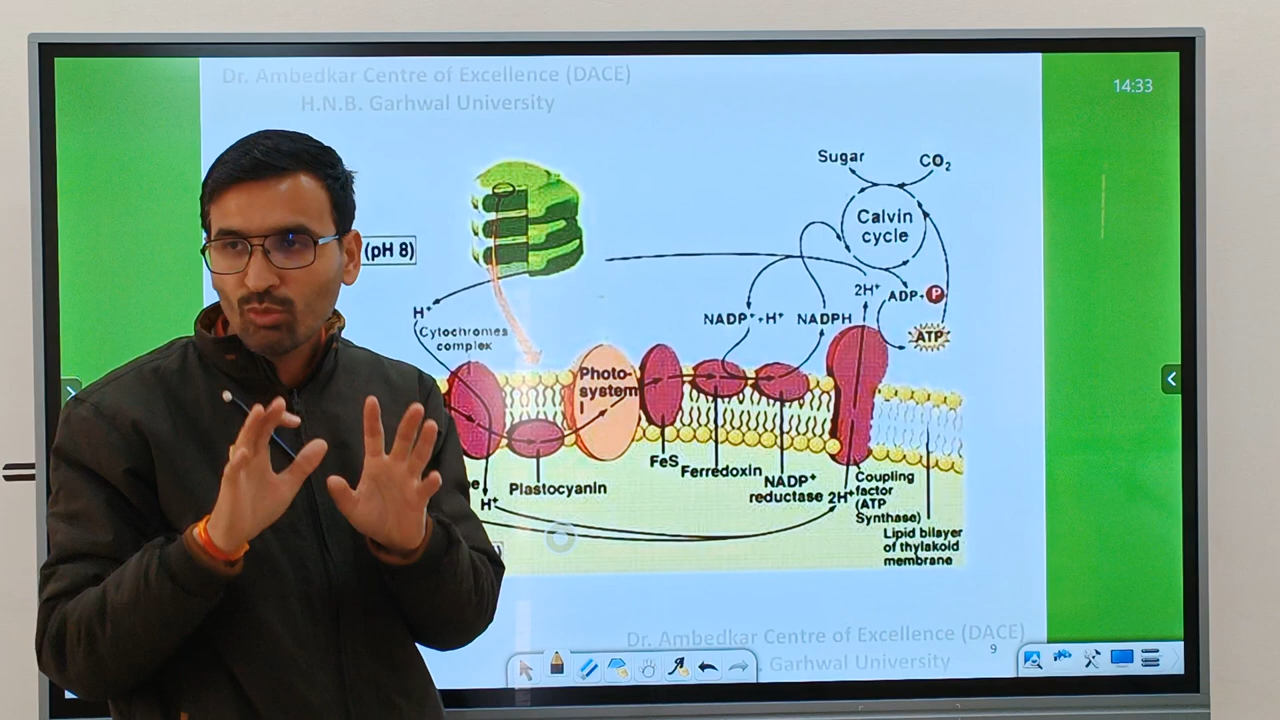 Dr. Ambedkar Centre of Excellence (DACE)
H.N.B. Garhwal University
14:33
Sugar
CO₂
Calvin
cycle
(pH 8)
2H⁺
ADP+ P
H⁺
NADP⁺+H⁺
NADPH
ATP
Cytochromes
complex
Photo-
system
I
FeS
Ferredoxin
NADP⁺
reductase
2H⁺
Coupling
factor
(ATP
Synthase)
Plastocyanin
H⁺
Lipid bilayer
of thylakoid
membrane
Dr. Ambedkar Centre of Excellence (DACE)
Garhwal University
9